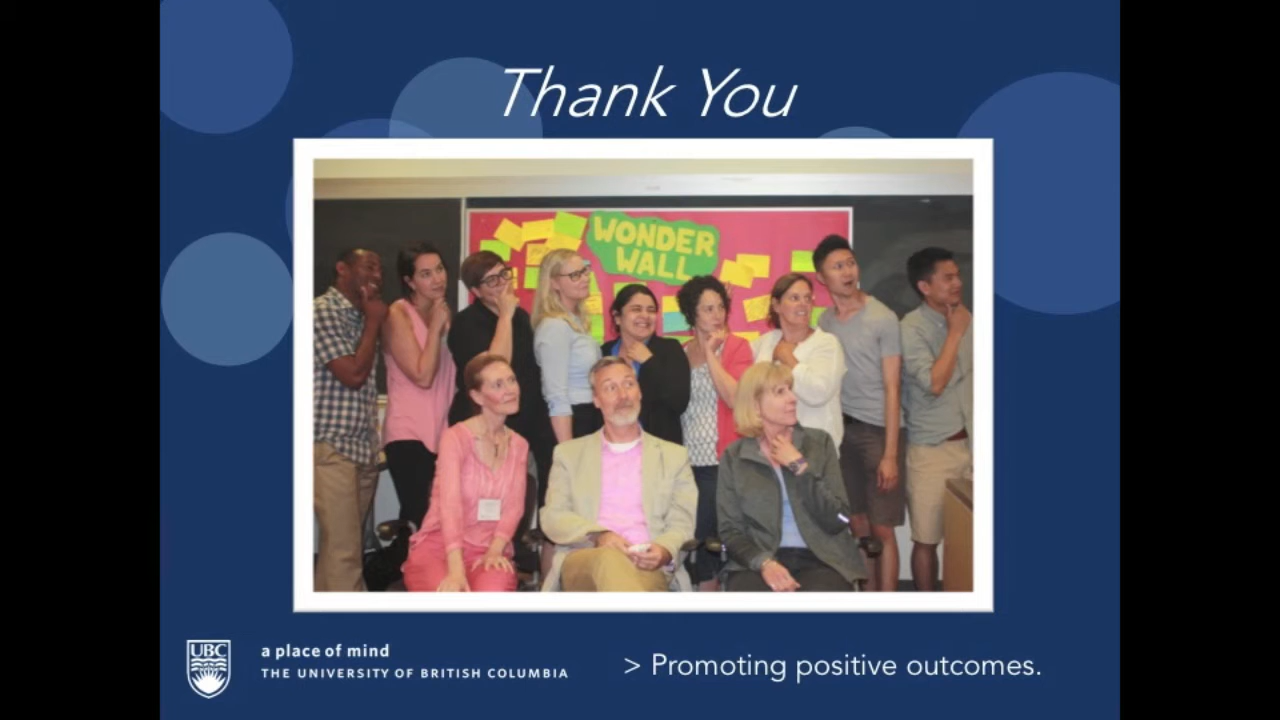 Thank You
WONDER
WALL
UBC
a place of mind
THE UNIVERSITY OF BRITISH COLUMBIA
> Promoting positive outcomes.